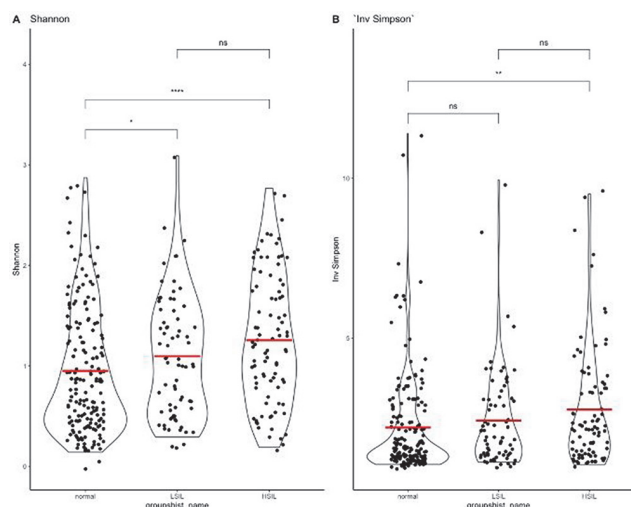 A Shannon
B `Inv Simpson`
ns
ns
4
****
**
*
ns
3
10
Shannon
2
Inv Simpson
5
1
0
normal LSIL HSIL
normal LSIL HSIL
groupshist_name
groupshist_name